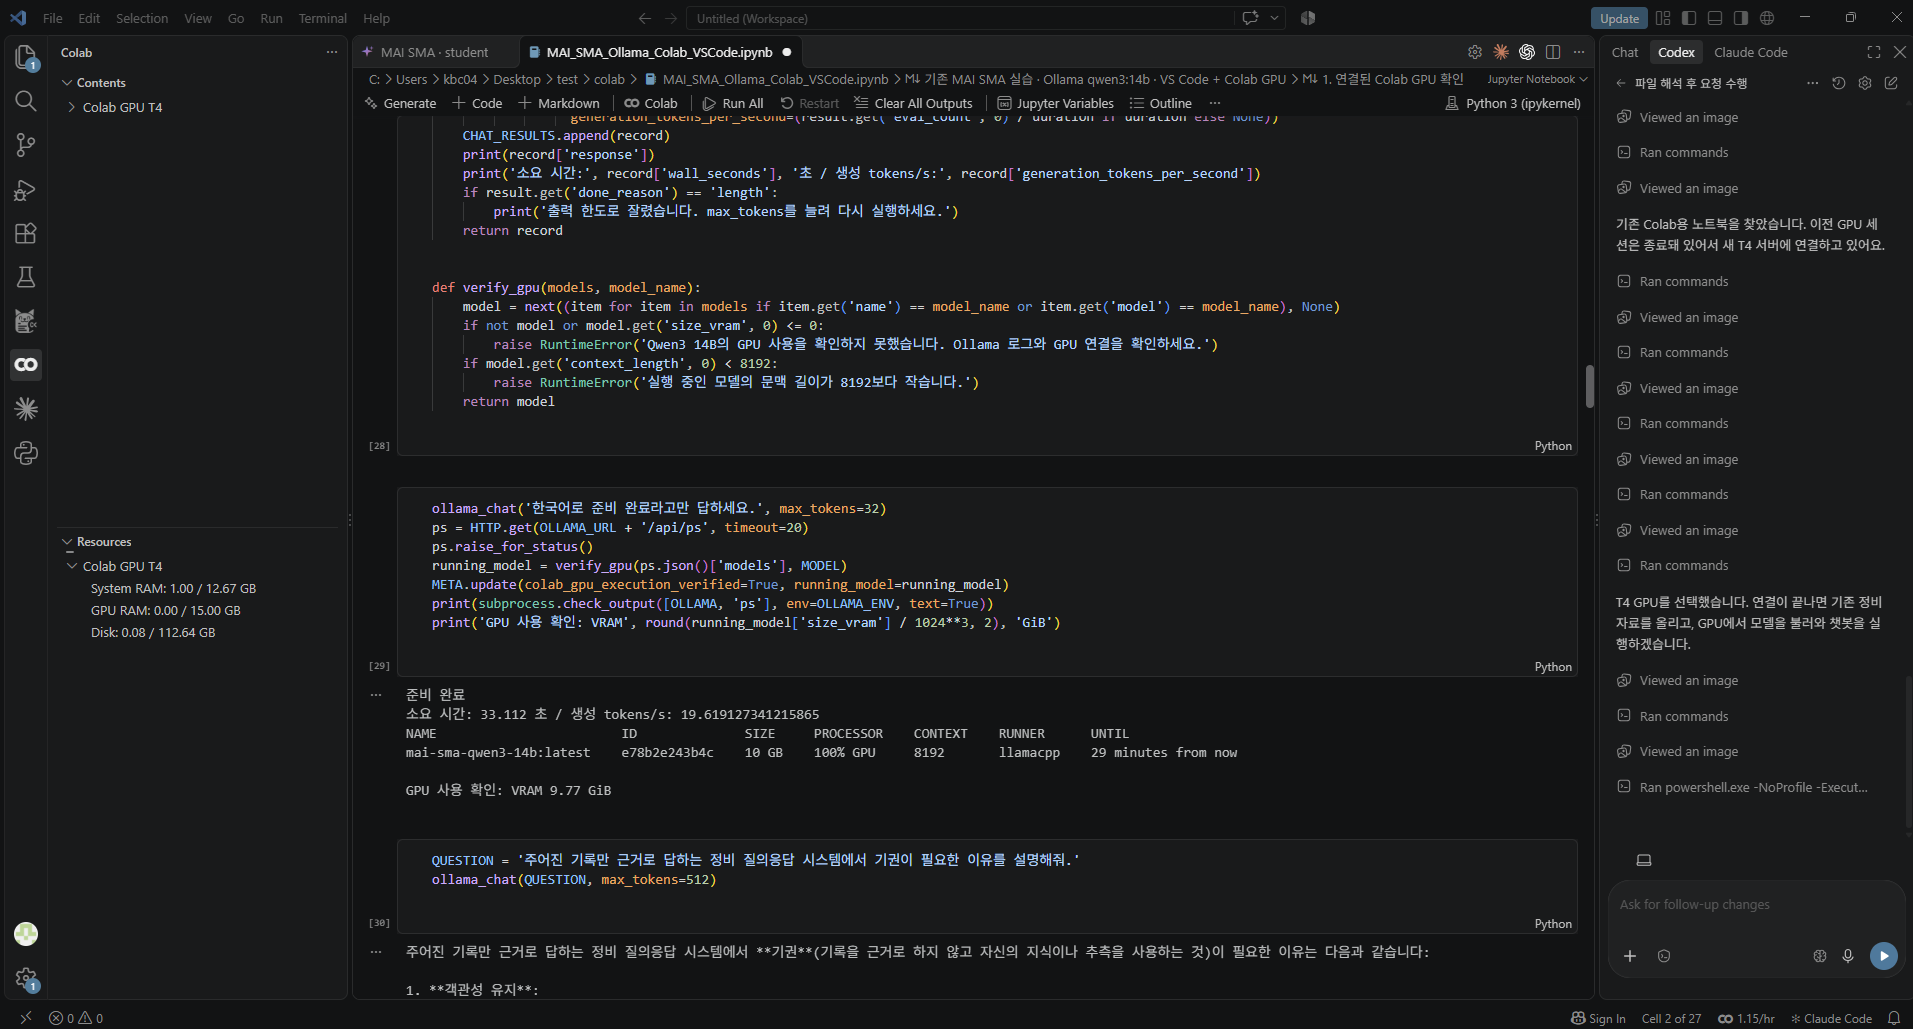 File Edit Selection View Go Run Terminal Help
Untitled (Workspace)
Update
Colab
Contents
Colab GPU T4
Resources
Colab GPU T4
System RAM: 1.00 / 12.67 GB
GPU RAM: 0.00 / 15.00 GB
Disk: 0.08 / 112.64 GB
MAI SMA · student
MAI_SMA_Ollama_Colab_VSCode.ipynb
C: > Users > kbc04 > Desktop > test > colab > MAI_SMA_Ollama_Colab_VSCode.ipynb > M↓ 기존 MAI SMA 실습 · Ollama qwen3:14b · VS Code + Colab GPU > M↓ 1. 연결된 Colab GPU 확인
Jupyter Notebook
Generate + Code + Markdown Colab Run All Restart Clear All Outputs Jupyter Variables Outline ···
Python 3 (ipykernel)
generation_tokens_per_second=(result.get('eval_count', 0) / duration if duration else None))
CHAT_RESULTS.append(record)
print(record['response'])
print('소요 시간:', record['wall_seconds'], '초 / 생성 tokens/s:', record['generation_tokens_per_second'])
if result.get('done_reason') == 'length':
print('출력 한도로 잘렸습니다. max_tokens를 늘려 다시 실행하세요.')
return record
def verify_gpu(models, model_name):
model = next((item for item in models if item.get('name') == model_name or item.get('model') == model_name), None)
if not model or model.get('size_vram', 0) <= 0:
raise RuntimeError('Qwen3 14B의 GPU 사용을 확인하지 못했습니다. Ollama 로그와 GPU 연결을 확인하세요.')
if model.get('context_length', 0) < 8192:
raise RuntimeError('실행 중인 모델의 문맥 길이가 8192보다 작습니다.')
return model
[28]
Python
ollama_chat('한국어로 준비 완료라고만 답하세요.', max_tokens=32)
ps = HTTP.get(OLLAMA_URL + '/api/ps', timeout=20)
ps.raise_for_status()
running_model = verify_gpu(ps.json()['models'], MODEL)
META.update(colab_gpu_execution_verified=True, running_model=running_model)
print(subprocess.check_output([OLLAMA, 'ps'], env=OLLAMA_ENV, text=True))
print('GPU 사용 확인: VRAM', round(running_model['size_vram'] / 1024**3, 2), 'GiB')
[29]
Python
준비 완료
소요 시간: 33.112 초 / 생성 tokens/s: 19.619127341215865
NAME ID SIZE PROCESSOR CONTEXT RUNNER UNTIL
mai-sma-qwen3-14b:latest e78b2e243b4c 10 GB 100% GPU 8192 llamacpp 29 minutes from now
GPU 사용 확인: VRAM 9.77 GiB
QUESTION = '주어진 기록만 근거로 답하는 정비 질의응답 시스템에서 기권이 필요한 이유를 설명해줘.'
ollama_chat(QUESTION, max_tokens=512)
[30]
Python
주어진 기록만 근거로 답하는 정비 질의응답 시스템에서 **기권**(기록을 근거로 하지 않고 자신의 지식이나 추측을 사용하는 것)이 필요한 이유는 다음과 같습니다:
1. **객관성 유지**:
Chat Codex Claude Code
파일 해석 후 요청 수행
Viewed an image
Ran commands
Viewed an image
기존 Colab용 노트북을 찾았습니다. 이전 GPU 세
션은 종료돼 있어서 새 T4 서버에 연결하고 있어요.
Ran commands
Viewed an image
Ran commands
Viewed an image
Ran commands
Viewed an image
Ran commands
Viewed an image
Ran commands
T4 GPU를 선택했습니다. 연결이 끝나면 기존 정비
자료를 올리고, GPU에서 모델을 불러와 챗봇을 실
행하겠습니다.
Viewed an image
Ran commands
Viewed an image
Ran powershell.exe -NoProfile -Execut...
Ask for follow-up changes
0 0
Sign In Cell 2 of 27 1.15/hr Claude Code